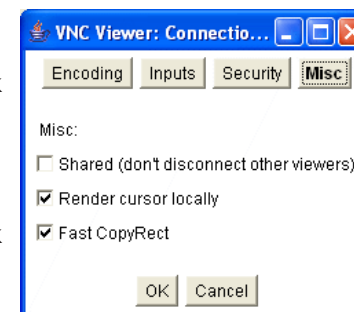 VNC Viewer: Connectio...
Encoding Inputs Security Misc
Misc:
Shared (don't disconnect other viewers)
Render cursor locally
Fast CopyRect
OK Cancel